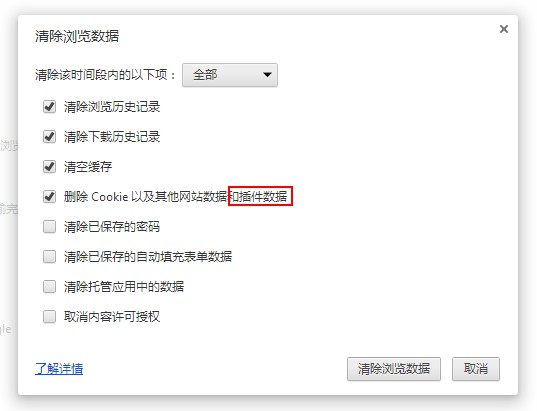 清除浏览数据
清除该时间段内的以下项： 全部
清除浏览历史记录
清除下载历史记录
清空缓存
删除 Cookie 以及其他网站数据和插件数据
清除已保存的密码
清除已保存的自动填充表单数据
清除托管应用中的数据
取消内容许可授权
了解详情 清除浏览数据 取消